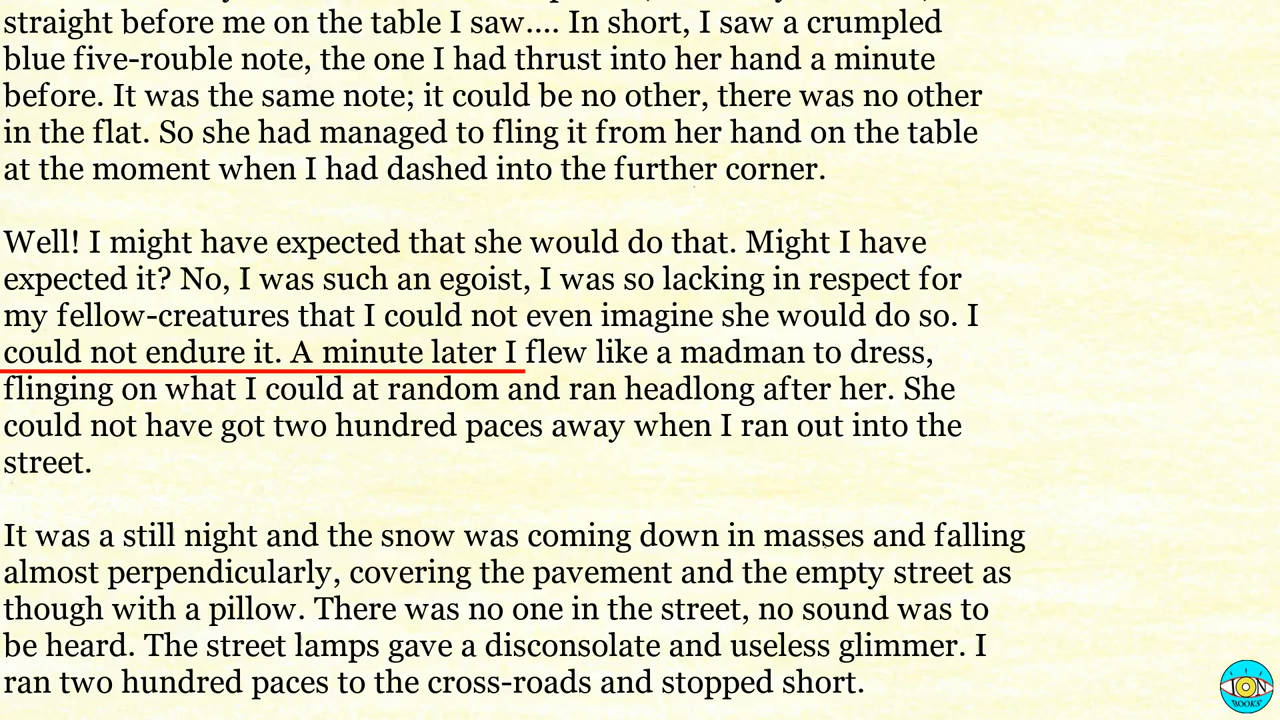 straight before me on the table I saw.... In short, I saw a crumpled
blue five-rouble note, the one I had thrust into her hand a minute
before. It was the same note; it could be no other, there was no other
in the flat. So she had managed to fling it from her hand on the table
at the moment when I had dashed into the further corner.
Well! I might have expected that she would do that. Might I have
expected it? No, I was such an egoist, I was so lacking in respect for
my fellow-creatures that I could not even imagine she would do so. I
could not endure it. A minute later I flew like a madman to dress,
flinging on what I could at random and ran headlong after her. She
could not have got two hundred paces away when I ran out into the
street.
It was a still night and the snow was coming down in masses and falling
almost perpendicularly, covering the pavement and the empty street as
though with a pillow. There was no one in the street, no sound was to
be heard. The street lamps gave a disconsolate and useless glimmer. I
ran two hundred paces to the cross-roads and stopped short.
ION
BOOKS